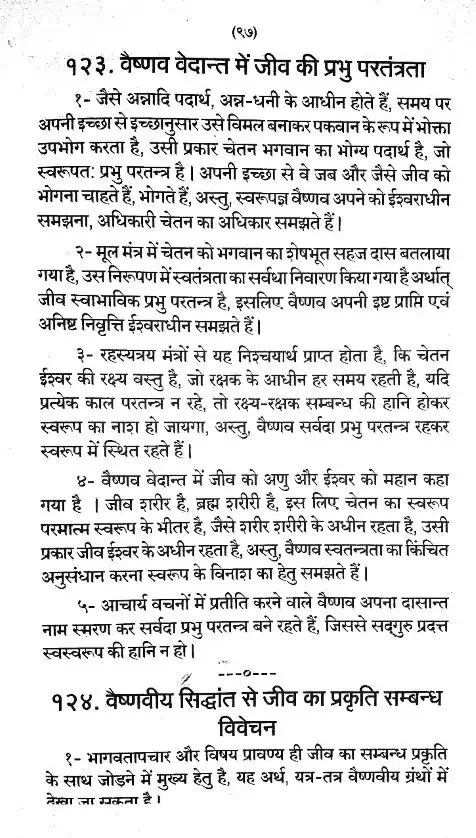 (९७)
१२३. वैष्णव वेदान्त में जीव की प्रभु परतंत्रता
१- जैसे अन्नादि पदार्थ, अन्न-धनी के आधीन होते हैं, समय पर
अपनी इच्छा से इच्छानुसार उसे विमल बनाकर पकवान के रूप में भोक्ता
उपभोग करता है, उसी प्रकार चेतन भगवान का भोग्य पदार्थ है, जो
स्वरूपत: प्रभु परतन्त्र है। अपनी इच्छा से वे जब और जैसे जीव को
भोगना चाहते हैं, भोगते हैं, अस्तु, स्वरूपज्ञ वैष्णव अपने को ईश्वराधीन
समझना, अधिकारी चेतन का अधिकार समझते हैं।
२- मूल मंत्र में चेतन को भगवान का शेषभूत सहज दास बतलाया
गया है, उस निरूपण में स्वतंत्रता का सर्वथा निवारण किया गया है अर्थात्
जीव स्वाभाविक प्रभु परतन्त्र है, इसलिए वैष्णव अपनी इष्ट प्राप्ति एवं
अनिष्ट निवृत्ति ईश्वराधीन समझते हैं।
३- रहस्यत्रय मंत्रों से यह निश्चयार्थ प्राप्त होता है, कि चेतन
ईश्वर की रक्ष्य वस्तु है, जो रक्षक के आधीन हर समय रहती है, यदि
प्रत्येक काल परतन्त्र न रहे, तो रक्ष्य-रक्षक सम्बन्ध की हानि होकर
स्वरूप का नाश हो जायगा, अस्तु, वैष्णव सर्वदा प्रभु परतन्त्र रहकर
स्वरूप में स्थित रहते हैं।
४- वैष्णव वेदान्त में जीव को अणु और ईश्वर को महान कहा
गया है । जीव शरीर है, ब्रह्म शरीरी है, इस लिए चेतन का स्वरूप
परमात्म स्वरूप के भीतर है, जैसे शरीर शरीरी के अधीन रहता है, उसी
प्रकार जीव ईश्वर के अधीन रहता है, अस्तु, वैष्णव स्वतन्त्रता का किंचित
अनुसंधान करना स्वरूप के विनाश का हेतु समझते हैं।
५- आचार्य वचनों में प्रतीति करने वाले वैष्णव अपना दासान्त
नाम स्मरण कर सर्वदा प्रभु परतन्त्र बने रहते हैं, जिससे सद्गुरु प्रदत्त
स्वस्वरूप की हानि न हो।
---०---
१२४. वैष्णवीय सिद्धांत से जीव का प्रकृति सम्बन्ध
विवेचन
१- भागवतापचार और विषय प्रावण्य ही जीव का सम्बन्ध प्रकृति
के साथ जोड़ने में मुख्य हेतु है, यह अर्थ, यत्र-तत्र वैष्णवीय ग्रंथों में
देखा जा सकता है।